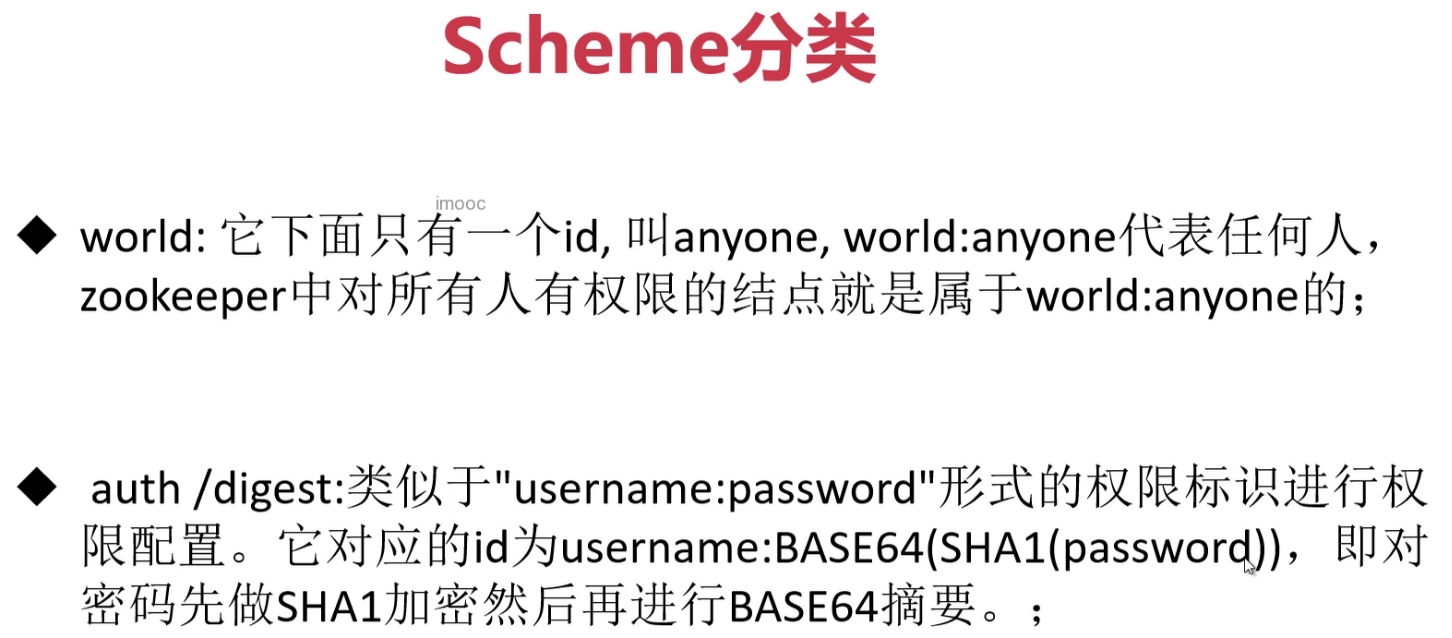 Scheme分类
imooc
◆ world: 它下面只有一个id, 叫anyone, world:anyone代表任何人，
zookeeper中对所有人有权限的结点就是属于world:anyone的；
◆ auth /digest:类似于"username:password"形式的权限标识进行权
限配置。它对应的id为username:BASE64(SHA1(password))，即对
密码先做SHA1加密然后再进行BASE64摘要。；